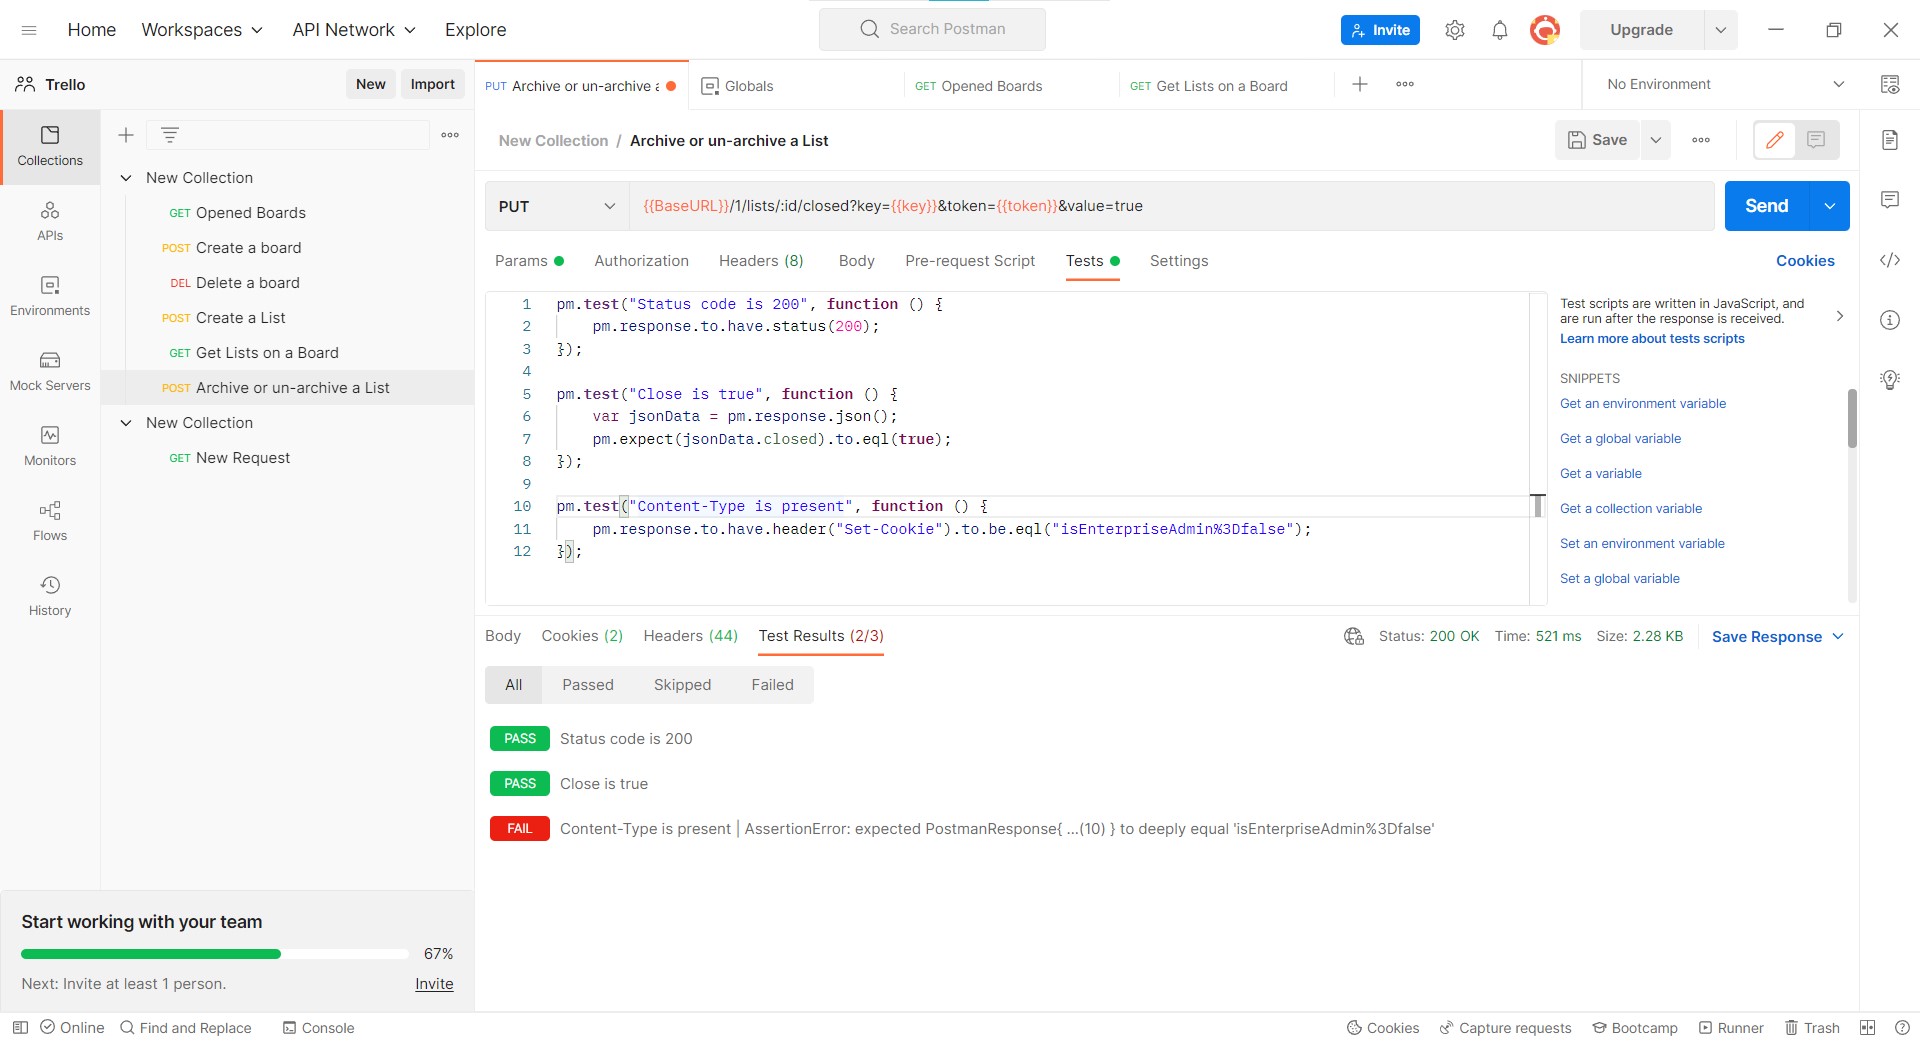 Home Workspaces API Network Explore
Search Postman
Invite
Upgrade
Trello
New
Import
PUT Archive or un-archive a
Globals
GET Opened Boards
GET Get Lists on a Board
No Environment
Collections
APIs
Environments
Mock Servers
Monitors
Flows
History
New Collection
GET Opened Boards
POST Create a board
DEL Delete a board
POST Create a List
GET Get Lists on a Board
POST Archive or un-archive a List
New Collection
GET New Request
New Collection / Archive or un-archive a List
Save
PUT
{{BaseURL}}/1/lists/:id/closed?key={{key}}&token={{token}}&value=true
Send
Params Authorization Headers (8) Body Pre-request Script Tests Settings
Cookies
1 pm.test("Status code is 200", function () {
2 pm.response.to.have.status(200);
3 });
4
5 pm.test("Close is true", function () {
6 var jsonData = pm.response.json();
7 pm.expect(jsonData.closed).to.eql(true);
8 });
9
10 pm.test("Content-Type is present", function () {
11 pm.response.to.have.header("Set-Cookie").to.be.eql("isEnterpriseAdmin%3Dfalse");
12 });
Test scripts are written in JavaScript, and
are run after the response is received.
Learn more about tests scripts
SNIPPETS
Get an environment variable
Get a global variable
Get a variable
Get a collection variable
Set an environment variable
Set a global variable
Body Cookies (2) Headers (44) Test Results (2/3)
Status: 200 OK Time: 521 ms Size: 2.28 KB
Save Response
All Passed Skipped Failed
PASS Status code is 200
PASS Close is true
FAIL Content-Type is present | AssertionError: expected PostmanResponse{ ...(10) } to deeply equal 'isEnterpriseAdmin%3Dfalse'
Start working with your team
67%
Next: Invite at least 1 person.
Invite
Online Find and Replace Console
Cookies Capture requests Bootcamp Runner Trash